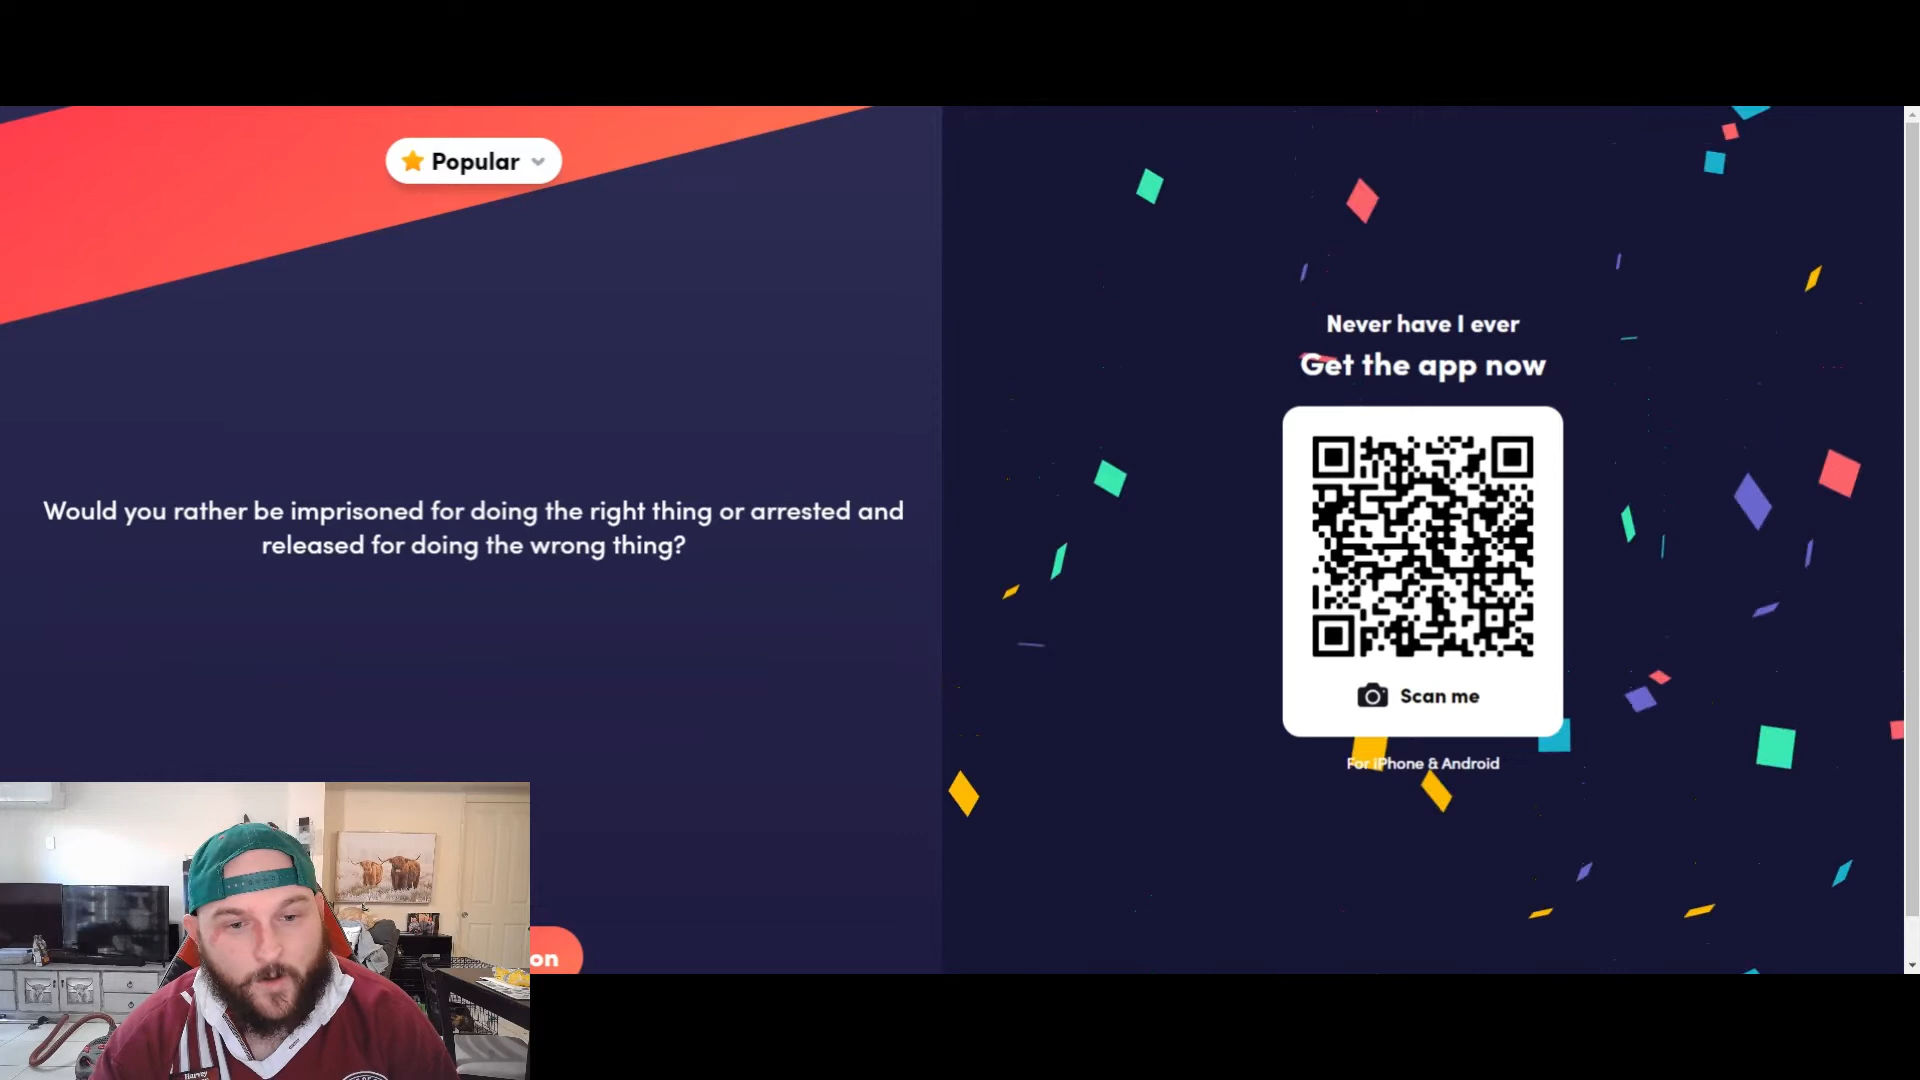 Popular
Would you rather be imprisoned for doing the right thing or arrested and
released for doing the wrong thing?
on
Never have I ever
Get the app now
Scan me
For iPhone & Android
Harvey